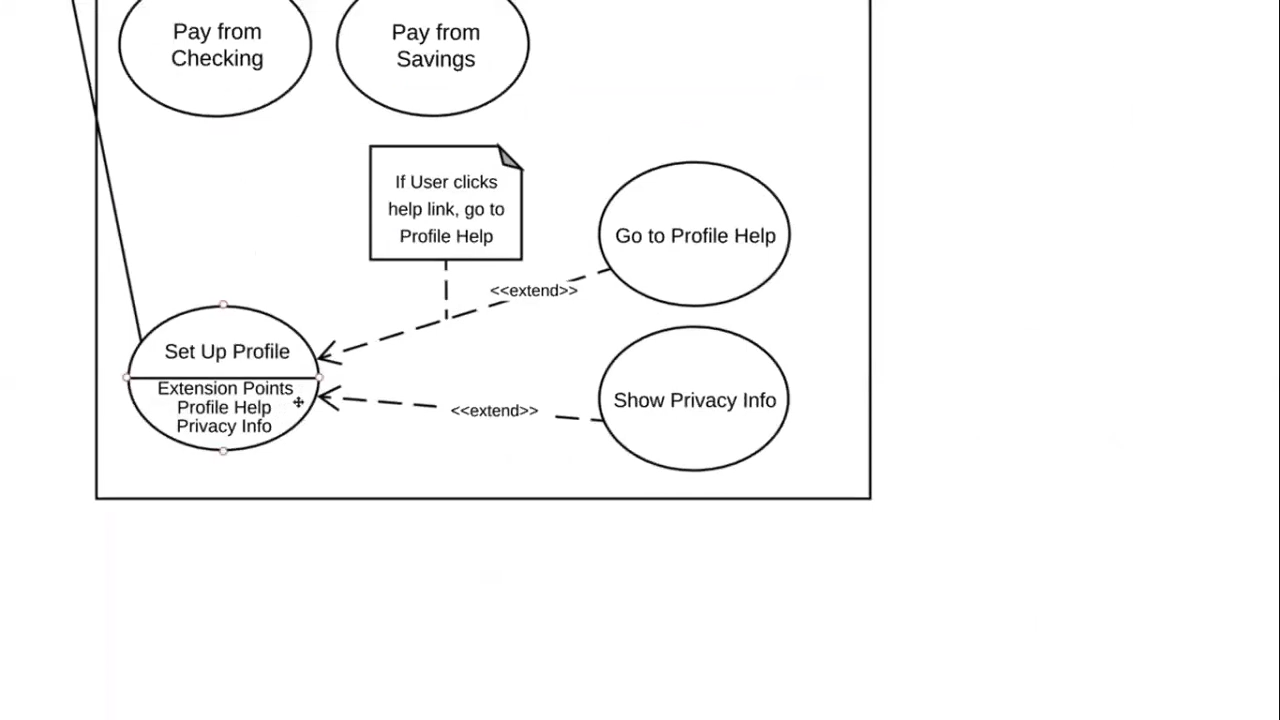 Pay from
Checking
Pay from
Savings
If User clicks
help link, go to
Profile Help
Go to Profile Help
<<extend>>
Set Up Profile
Extension Points
Profile Help
Privacy Info
<<extend>>
Show Privacy Info